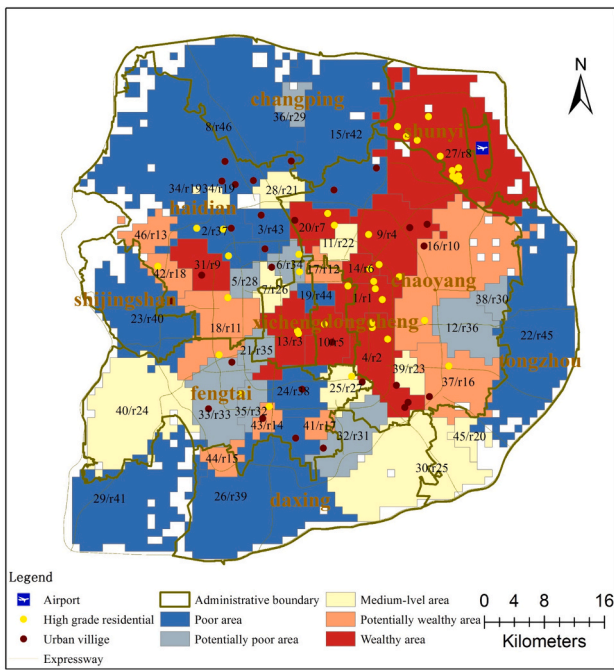 N
changping
36/r29
8/r46
15/r42
shunyi
27/r8
34/r19 34/r19
28/r21
haidian
2/r37
3/r43
20/r7
9/r4
46/r13
11/r22
16/r10
42/r18
31/r9
6/r34
17/r12
14/r6
chaoyang
5/r28
7/r26
38/r30
shijingshan
19/r44
1/r1
23/r40
18/r11
xicheng dongcheng
12/r36
22/r45
13/r3
10/r5
21/r35
4/r2
tongzhou
39/r23
37/r16
fengtai
24/r38
25/r27
40/r24
33/r33
35/r32
43/r14
41/r17
32/r31
45/r20
44/r15
30/r25
29/r41
26/r39
daxing
Legend
Airport
Administrative boundary
Medium-lvel area
High grade residential
Poor area
Potentially wealthy area
Urban villige
Potentially poor area
Wealthy area
Expressway
0 4 8 16
Kilometers